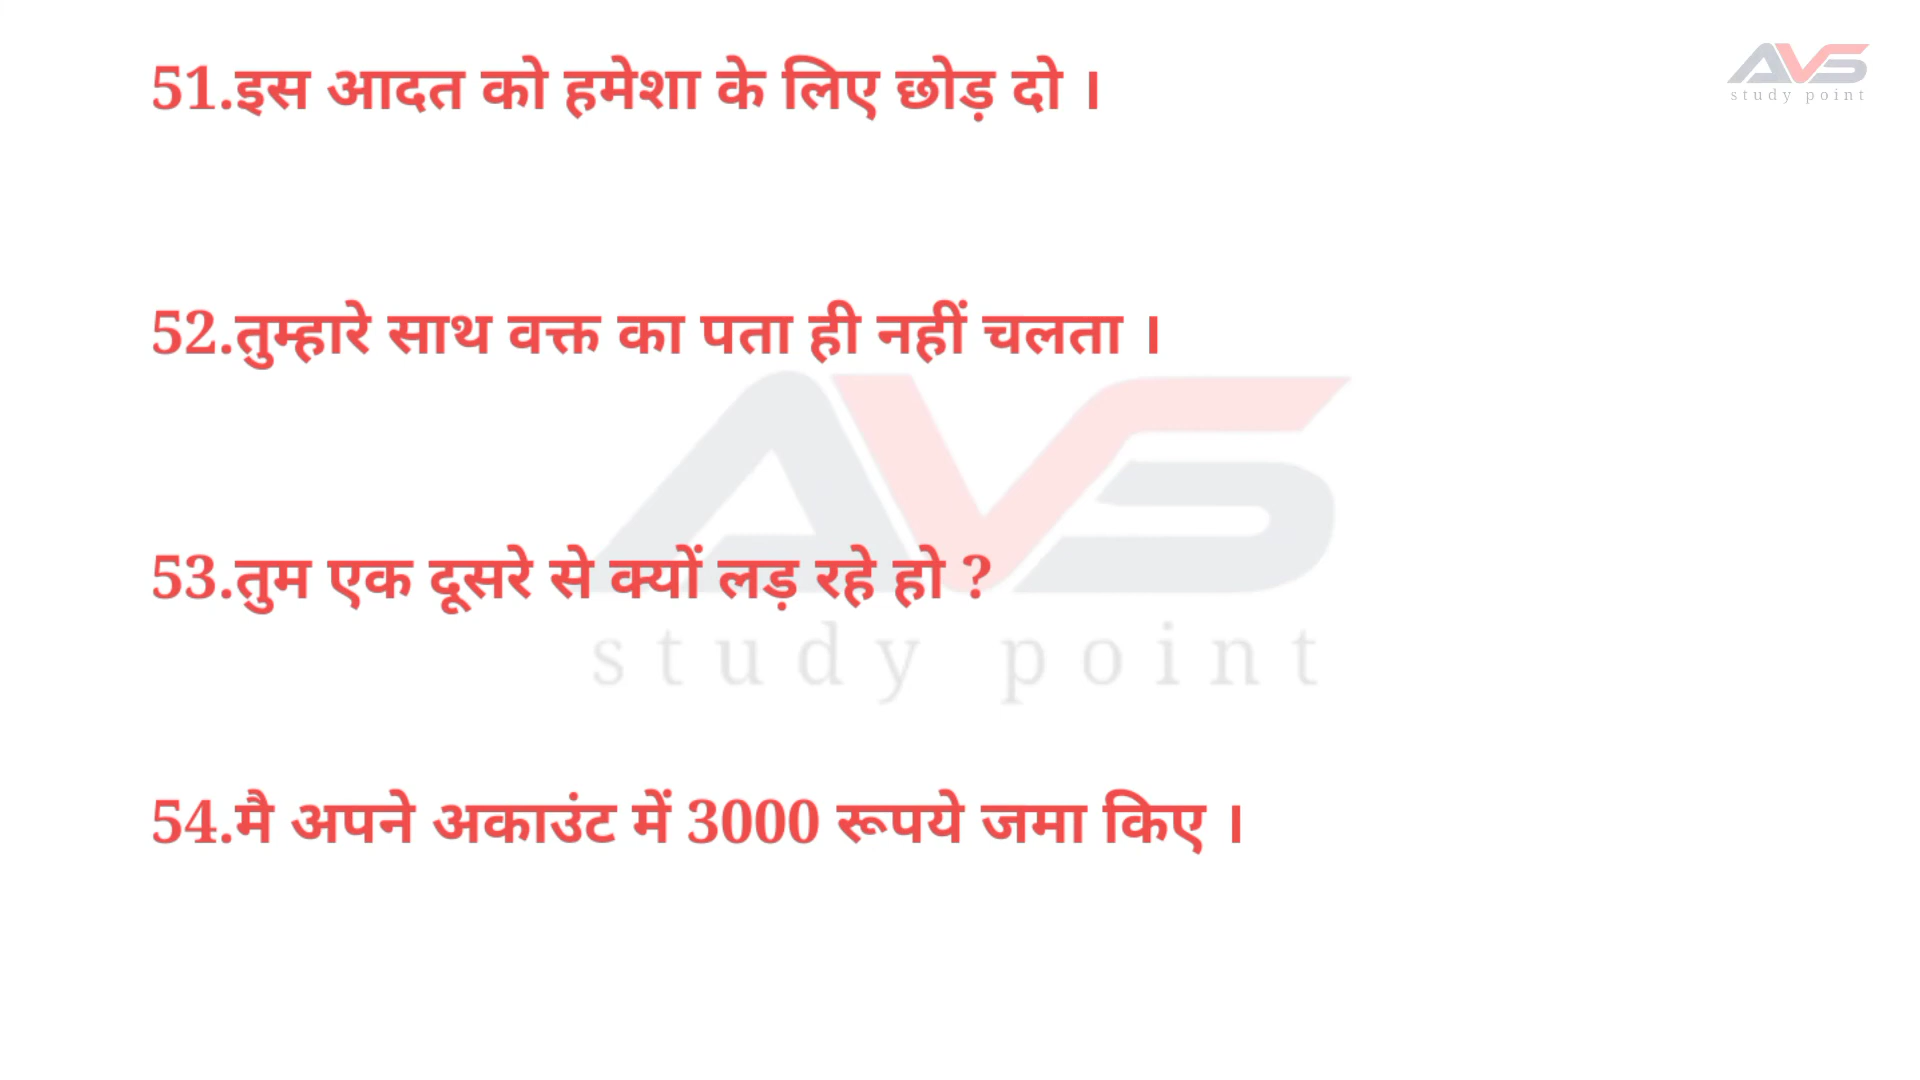 AVS
study point
51.इस आदत को हमेशा के लिए छोड़ दो ।
52.तुम्हारे साथ वक्त का पता ही नहीं चलता ।
AVS
53.तुम एक दूसरे से क्यों लड़ रहे हो ?
study point
54.मै अपने अकाउंट में 3000 रूपये जमा किए ।